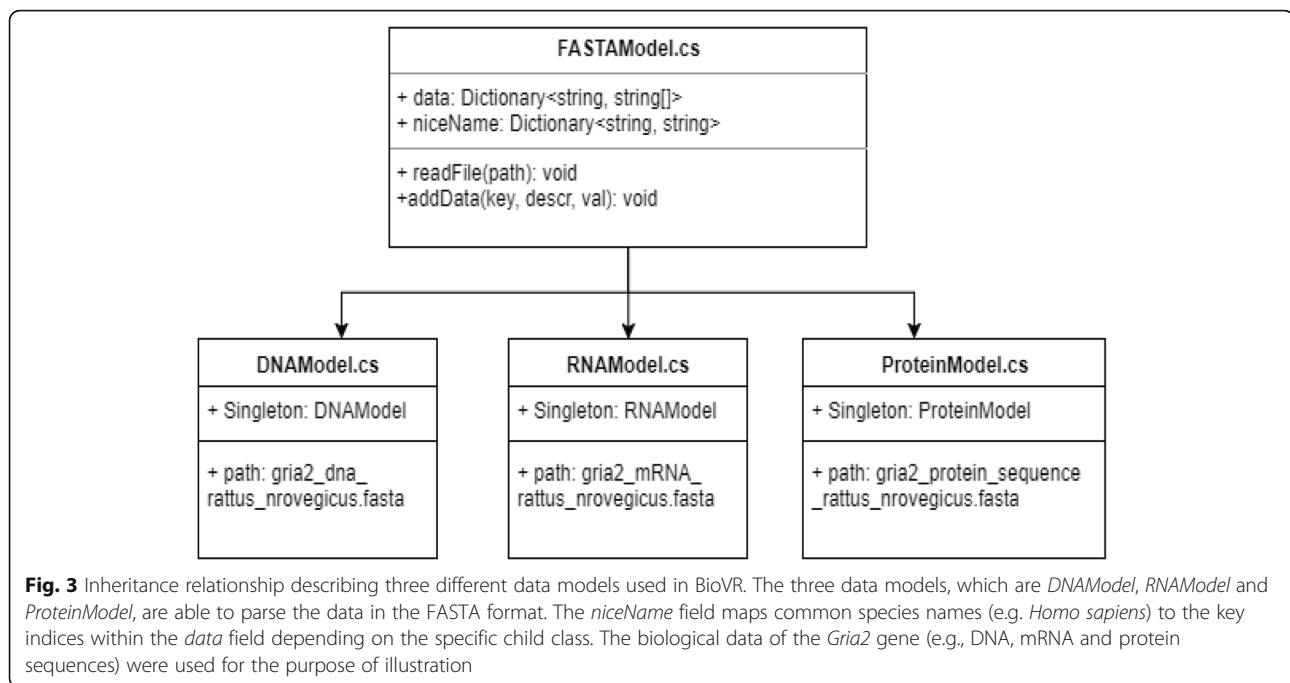 FASTAModel.cs
+ data: Dictionary<string, string[]>
+ niceName: Dictionary<string, string>
+ readFile(path): void
+addData(key, descr, val): void
DNAModel.cs
+ Singleton: DNAModel
+ path: gria2_dna_
rattus_nrovegicus.fasta
RNAModel.cs
+ Singleton: RNAModel
+ path: gria2_mRNA_
rattus_nrovegicus.fasta
ProteinModel.cs
+ Singleton: ProteinModel
+ path: gria2_protein_sequence
_rattus_nrovegicus.fasta
Fig. 3 Inheritance relationship describing three different data models used in BioVR. The three data models, which are DNAModel, RNAModel and
ProteinModel, are able to parse the data in the FASTA format. The niceName field maps common species names (e.g. Homo sapiens) to the key
indices within the data field depending on the specific child class. The biological data of the Gria2 gene (e.g., DNA, mRNA and protein
sequences) were used for the purpose of illustration